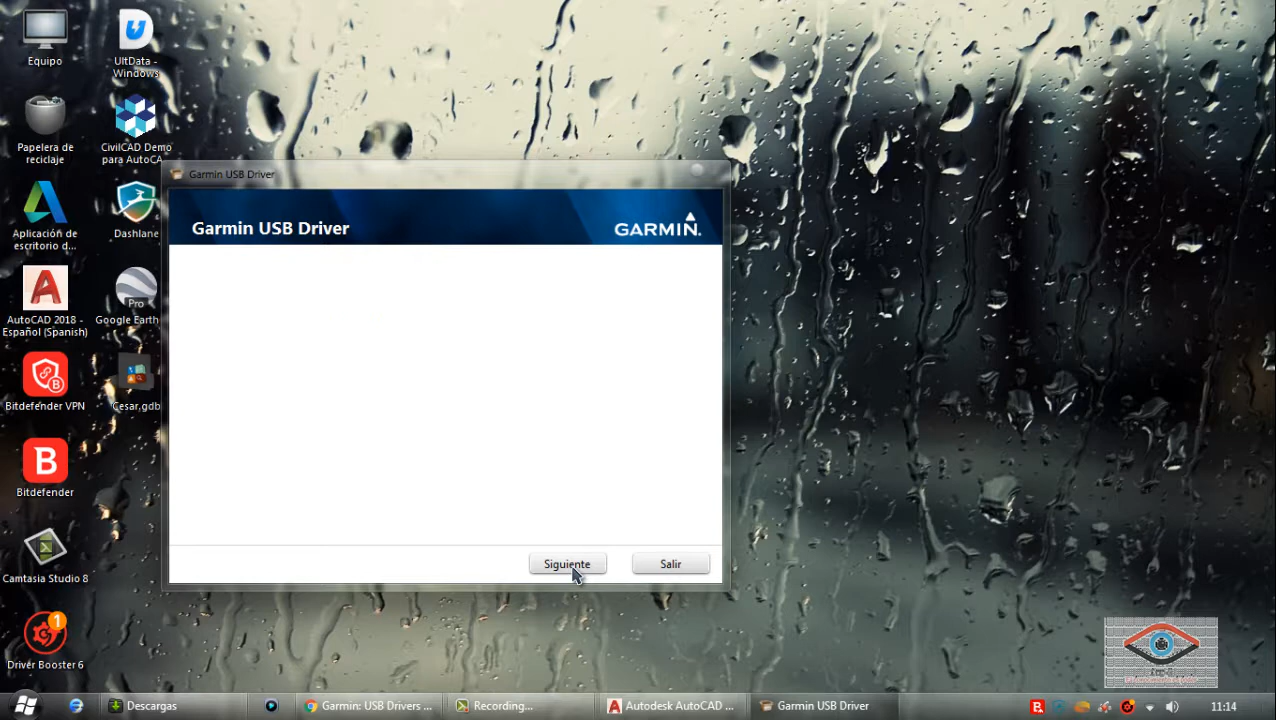 Equipo
UltData -
Windows
Papelera de
reciclaje
CivilCAD Demo
para AutoCA...
Aplicación de
escritorio d...
Dashlane
AutoCAD 2018 -
Español (Spanish)
Pro
Google Earth
Bitdefender VPN
Cesar.gdb
B
Bitdefender
Camtasia Studio 8
1
Driver Booster 6
Garmin USB Driver
Garmin USB Driver
GARMIN.
Siguiente
Salir
Descargas
Garmin: USB Drivers ...
Recording...
Autodesk AutoCAD ...
Garmin USB Driver
11:14